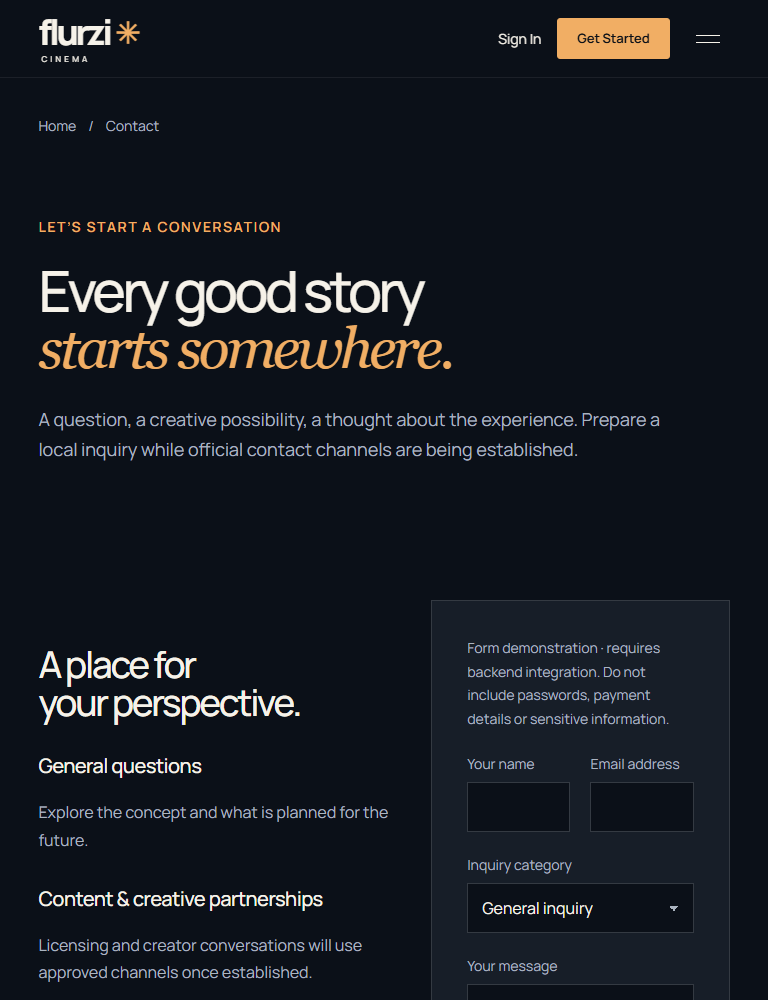 flurzi
CINEMA
Sign In
Get Started
Home / Contact
LET'S START A CONVERSATION
Every good story
starts somewhere.
A question, a creative possibility, a thought about the experience. Prepare a
local inquiry while official contact channels are being established.
A place for
your perspective.
General questions
Explore the concept and what is planned for the
future.
Content & creative partnerships
Licensing and creator conversations will use
approved channels once established.
Form demonstration · requires
backend integration. Do not
include passwords, payment
details or sensitive information.
Your name
Email address
Inquiry category
General inquiry
Your message